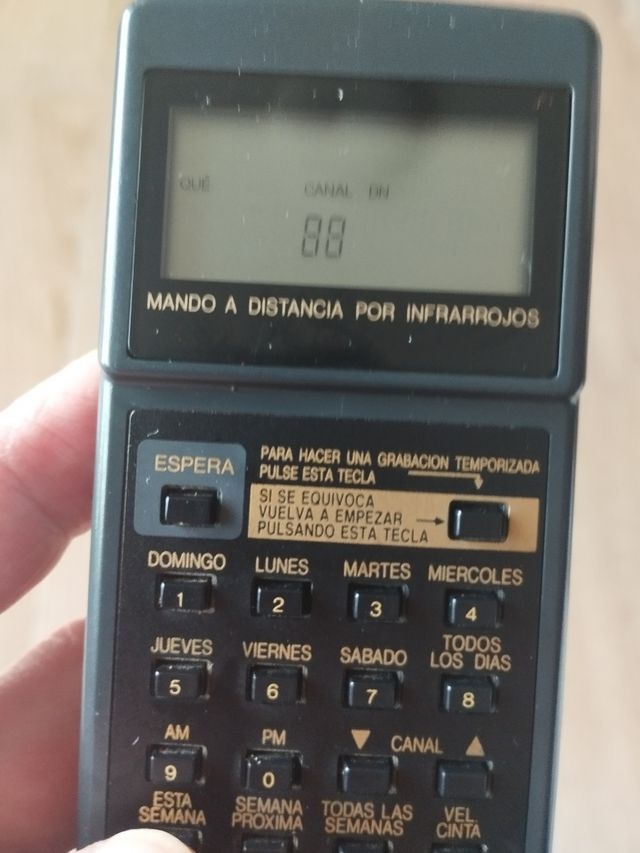 QUÉ CANAL DN
88
MANDO A DISTANCIA POR INFRARROJOS
ESPERA
PARA HACER UNA GRABACION TEMPORIZADA
PULSE ESTA TECLA
SI SE EQUIVOCA
VUELVA A EMPEZAR
PULSANDO ESTA TECLA
DOMINGO LUNES MARTES MIERCOLES
1 2 3 4
JUEVES VIERNES SABADO TODOS
LOS DIAS
5 6 7 8
AM PM CANAL
9 0
ESTA
SEMANA
SEMANA
PROXIMA
TODAS LAS
SEMANAS
VEL.
CINTA